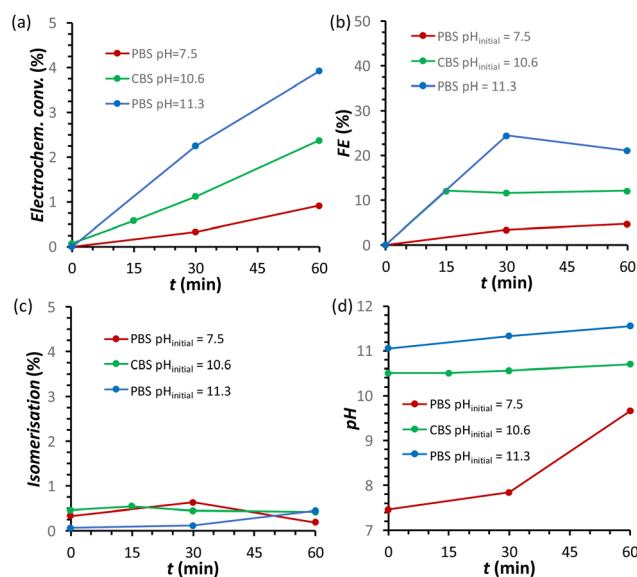 (a)
5
4
3
2
1
0
Electrochem. conv. (%)
PBS pH=7.5
CBS pH=10.6
PBS pH=11.3
0 15 30 45 60
t (min)
(b)
50
40
30
20
10
0
FE (%)
PBS pHinitial = 7.5
CBS pHinitial = 10.6
PBS pH = 11.3
0 15 30 45 60
t (min)
(c)
5
4
3
2
1
0
Isomerisation (%)
PBS pHinitial = 7.5
CBS pHinitial = 10.6
PBS pHinitial = 11.3
0 15 30 45 60
t (min)
(d)
12
11
10
9
8
7
pH
PBS pHinitial = 7.5
CBS pHinitial = 10.6
PBS pHinitial = 11.3
0 15 30 45 60
t (min)